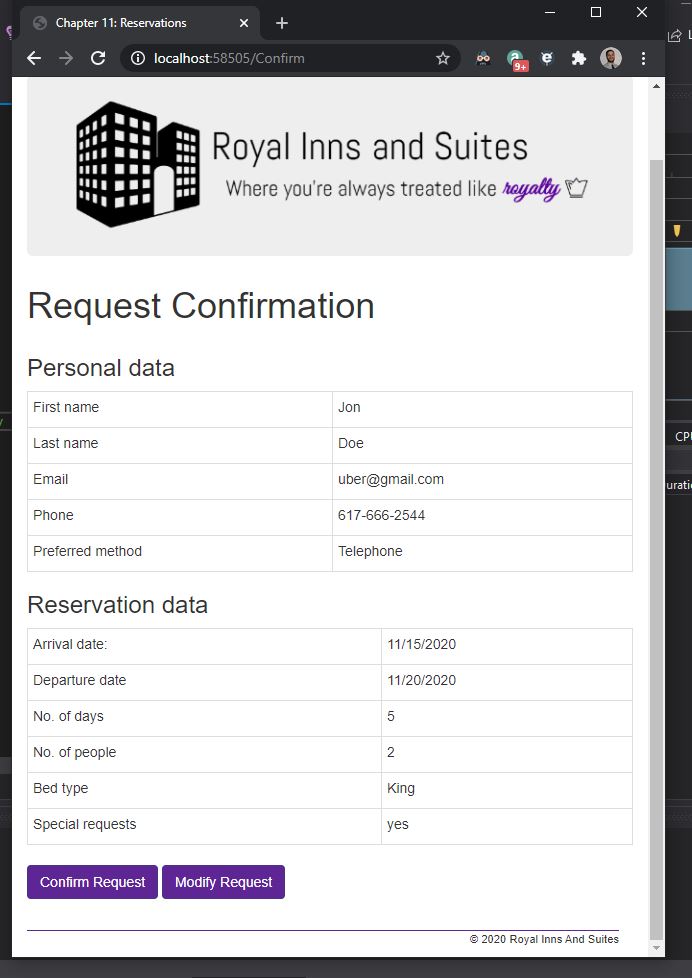 Chapter 11: Reservations
localhost:58505/Confirm
9+
Royal Inns and Suites
Where you're always treated like royalty
Request Confirmation
Personal data
First name Jon
Last name Doe
Email uber@gmail.com
Phone 617-666-2544
Preferred method Telephone
Reservation data
Arrival date: 11/15/2020
Departure date 11/20/2020
No. of days 5
No. of people 2
Bed type King
Special requests yes
Confirm Request Modify Request
© 2020 Royal Inns And Suites